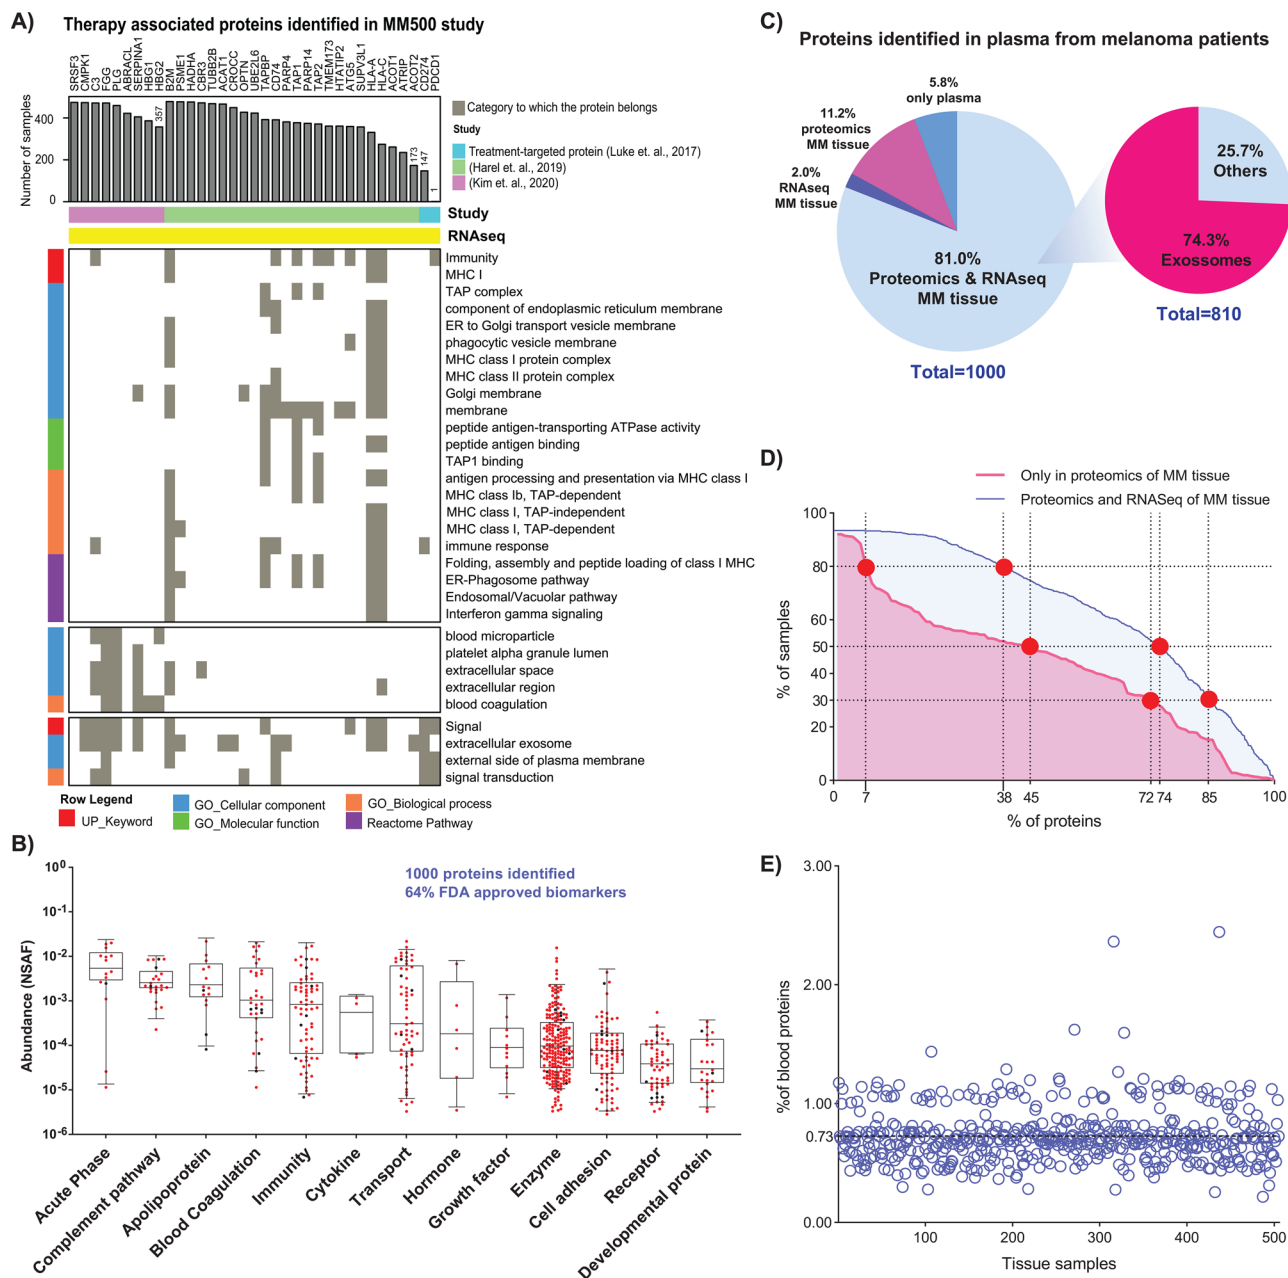 A)
Therapy associated proteins identified in MM500 study
SRSF3
CMPK1
C3
FGG
PLG
ABRACL
SERPINA1
HBG1
HBG2
B2M
PSME1
HADHA
CBR3
TUBB2B
ACAT1
CROCC
OPTN
UBE2L6
TAPBP
CD74
PARP4
TAP1
PARP14
TAP2
TMEM173
HTATIP2
ATG5
SUPV3L1
HLA-A
HLA-C
ACOT1
ATRIP
ACOT2
CD274
PDCD1
Number of samples
400
200
0
357
173
147
1
Category to which the protein belongs
Study
Treatment-targeted protein (Luke et. al., 2017)
(Harel et. al., 2019)
(Kim et. al., 2020)
Study
RNAseq
Immunity
MHC I
TAP complex
component of endoplasmic reticulum membrane
ER to Golgi transport vesicle membrane
phagocytic vesicle membrane
MHC class I protein complex
MHC class II protein complex
Golgi membrane
membrane
peptide antigen-transporting ATPase activity
peptide antigen binding
TAP1 binding
antigen processing and presentation via MHC class I
MHC class Ib, TAP-dependent
MHC class I, TAP-independent
MHC class I, TAP-dependent
immune response
Folding, assembly and peptide loading of class I MHC
ER-Phagosome pathway
Endosomal/Vacuolar pathway
Interferon gamma signaling
blood microparticle
platelet alpha granule lumen
extracellular space
extracellular region
blood coagulation
Signal
extracellular exosome
external side of plasma membrane
signal transduction
Row Legend
UP_Keyword
GO_Cellular component
GO_Molecular function
GO_Biological process
Reactome Pathway
B)
1000 proteins identified
64% FDA approved biomarkers
Abundance (NSAF)
10^0
10^-1
10^-2
10^-3
10^-4
10^-5
10^-6
Acute Phase
Complement pathway
Apolipoprotein
Blood Coagulation
Immunity
Cytokine
Transport
Hormone
Growth factor
Enzyme
Cell adhesion
Receptor
Developmental protein
C)
Proteins identified in plasma from melanoma patients
5.8%
only plasma
11.2%
proteomics
MM tissue
2.0%
RNAseq
MM tissue
81.0%
Proteomics & RNAseq
MM tissue
Total=1000
25.7%
Others
74.3%
Exossomes
Total=810
D)
Only in proteomics of MM tissue
Proteomics and RNASeq of MM tissue
% of samples
100
80
60
50
40
30
20
0
0 7 38 45 72 74 85 100
% of proteins
E)
%of blood proteins
3.00
2.00
1.00
0.73
0.00
100 200 300 400 500
Tissue samples